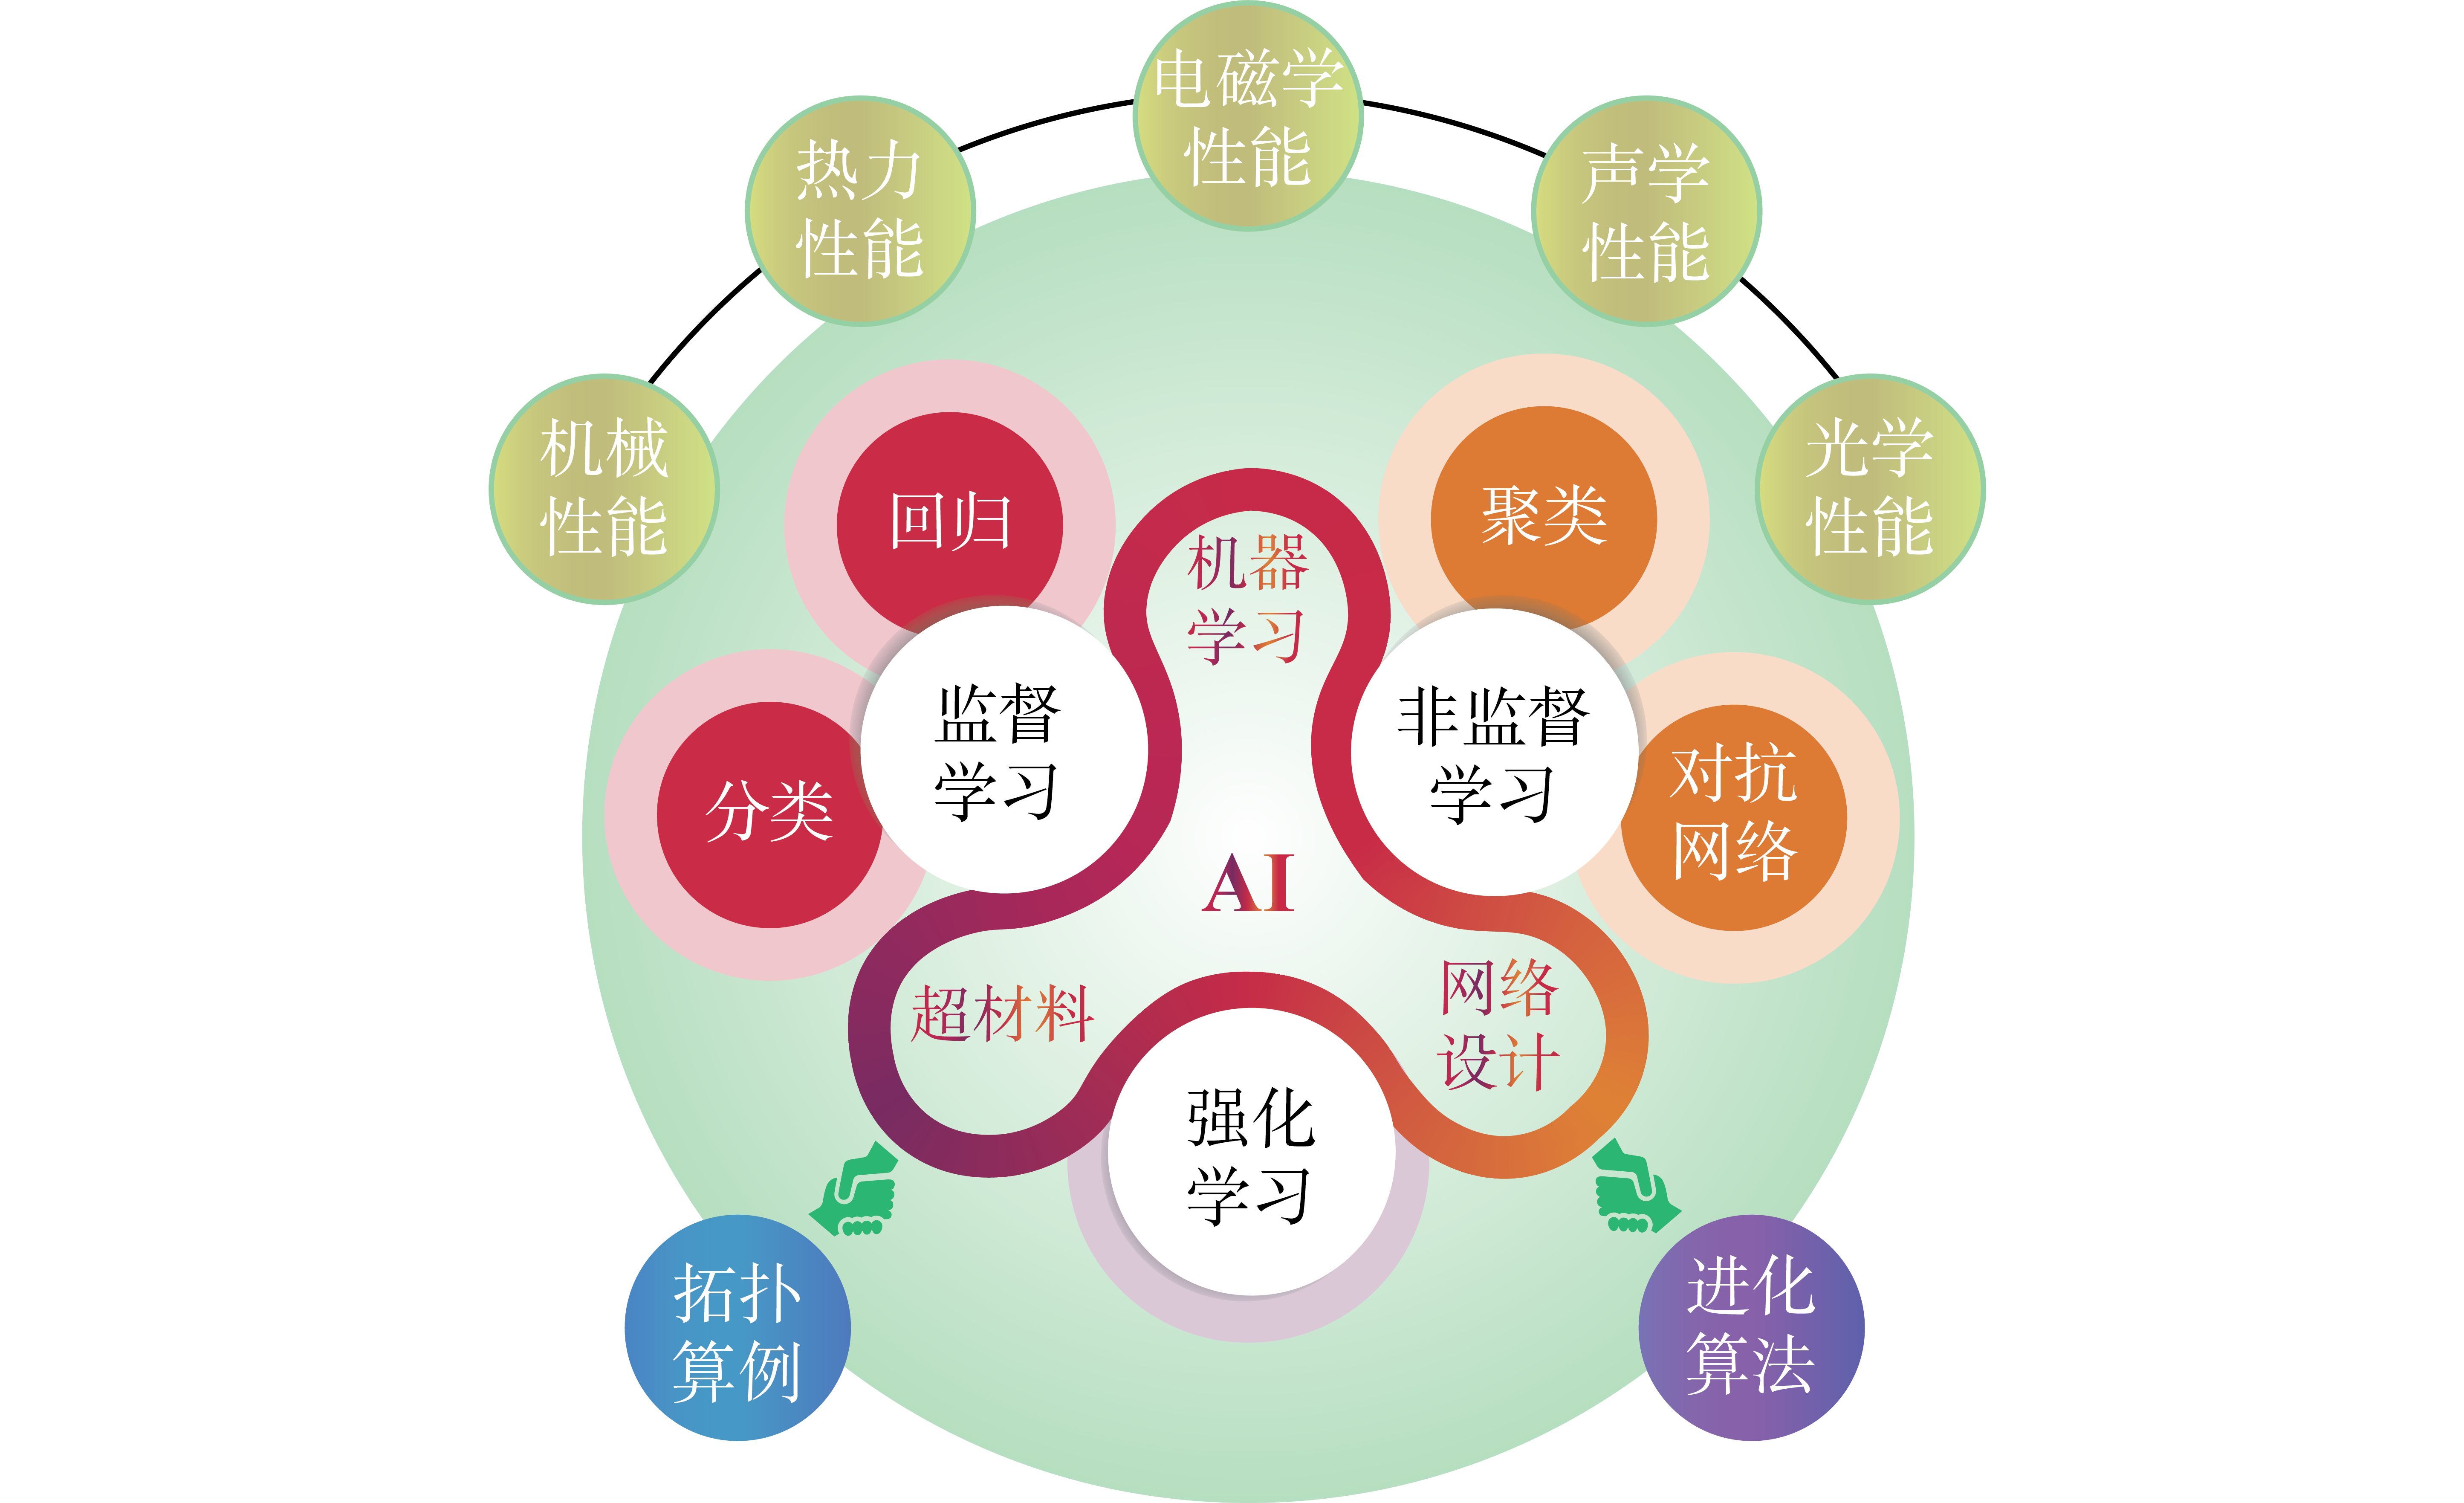 电磁学
性能
热力
性能
声学
性能
机械
性能
光学
性能
回归
聚类
机器
学习
监督
学习
非监督
学习
分类
对抗
网络
AI
超材料
网络
设计
强化
学习
拓扑
算例
进化
算法